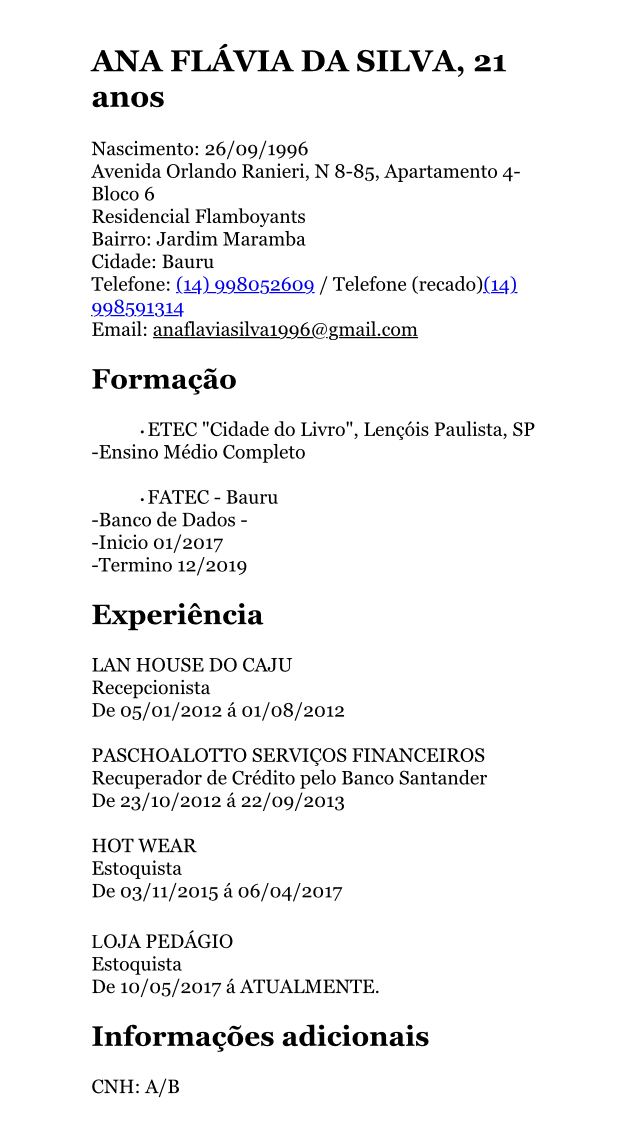 ANA FLÁVIA DA SILVA, 21
anos
Nascimento: 26/09/1996
Avenida Orlando Ranieri, N 8-85, Apartamento 4-
Bloco 6
Residencial Flamboyants
Bairro: Jardim Maramba
Cidade: Bauru
Telefone: (14) 998052609 / Telefone (recado)(14)
998591314
Email: anaflaviasilva1996@gmail.com
Formação
· ETEC "Cidade do Livro", Lençóis Paulista, SP
-Ensino Médio Completo
· FATEC - Bauru
-Banco de Dados -
-Inicio 01/2017
-Termino 12/2019
Experiência
LAN HOUSE DO CAJU
Recepcionista
De 05/01/2012 á 01/08/2012
PASCHOALOTTO SERVIÇOS FINANCEIROS
Recuperador de Crédito pelo Banco Santander
De 23/10/2012 á 22/09/2013
HOT WEAR
Estoquista
De 03/11/2015 á 06/04/2017
LOJA PEDÁGIO
Estoquista
De 10/05/2017 á ATUALMENTE.
Informações adicionais
CNH: A/B